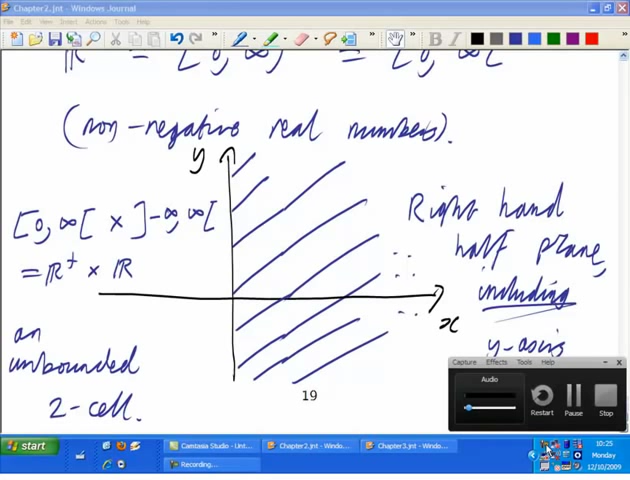 Chapter2.jnt - Windows Journal
File Edit View Insert Actions Tools Help
B I
= [0, ∞) = [0, ∞[
(non-negative real numbers).
y
[0, ∞[ × ]-∞, ∞[
= ℝ⁺ × ℝ
Right hand
half plane,
including
y-axis
x
an
unbounded
2-cell.
19
Capture Effects Tools Help
Audio
Restart Pause Stop
start
Camtasia Studio - Unt...
Chapter2.jnt - Windo...
Chapter3.jnt - Windo...
Recording...
10:25
Monday
12/10/2009